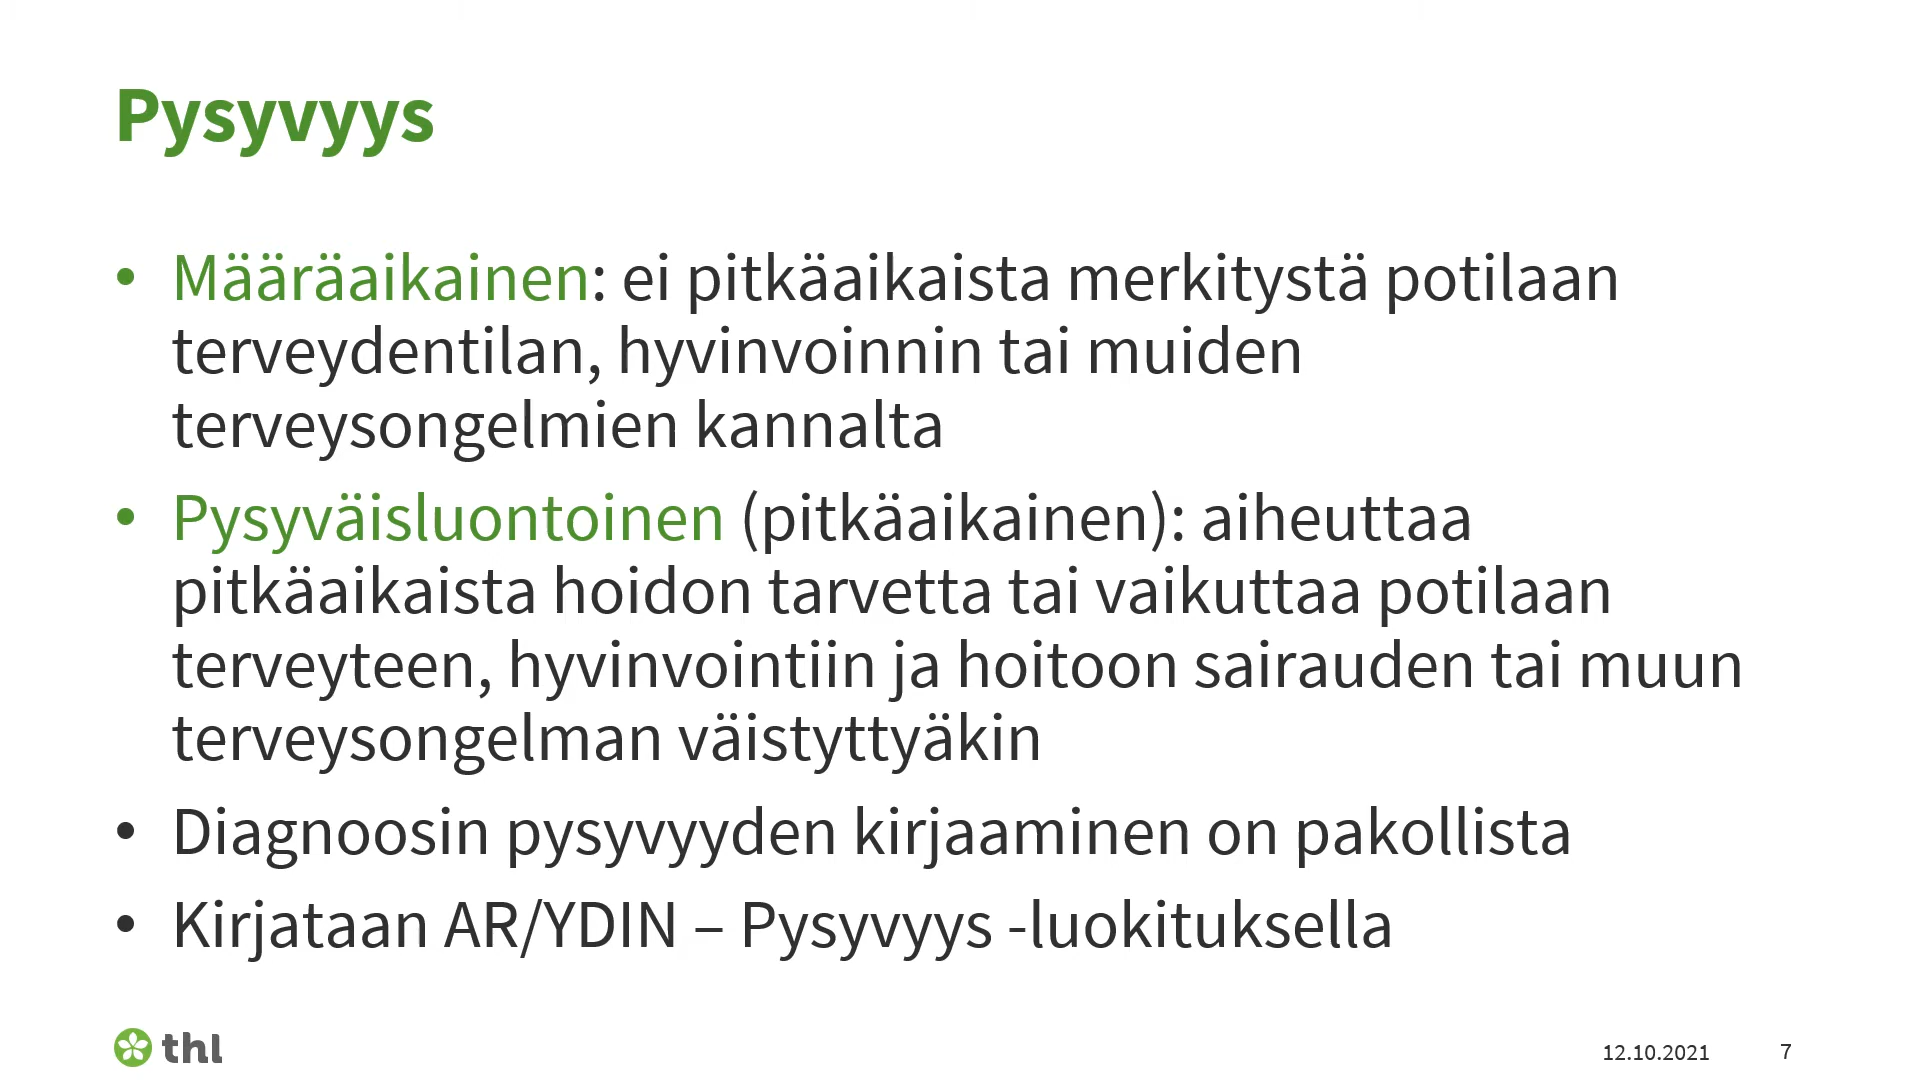 Pysyvyys
• Määräaikainen: ei pitkäaikaista merkitystä potilaan
terveydentilan, hyvinvoinnin tai muiden
terveysongelmien kannalta
• Pysyväisluontoinen (pitkäaikainen): aiheuttaa
pitkäaikaista hoidon tarvetta tai vaikuttaa potilaan
terveyteen, hyvinvointiin ja hoitoon sairauden tai muun
terveysongelman väistyttyäkin
• Diagnoosin pysyvyyden kirjaaminen on pakollista
• Kirjataan AR/YDIN – Pysyvyys -luokituksella
thl
12.10.2021 7